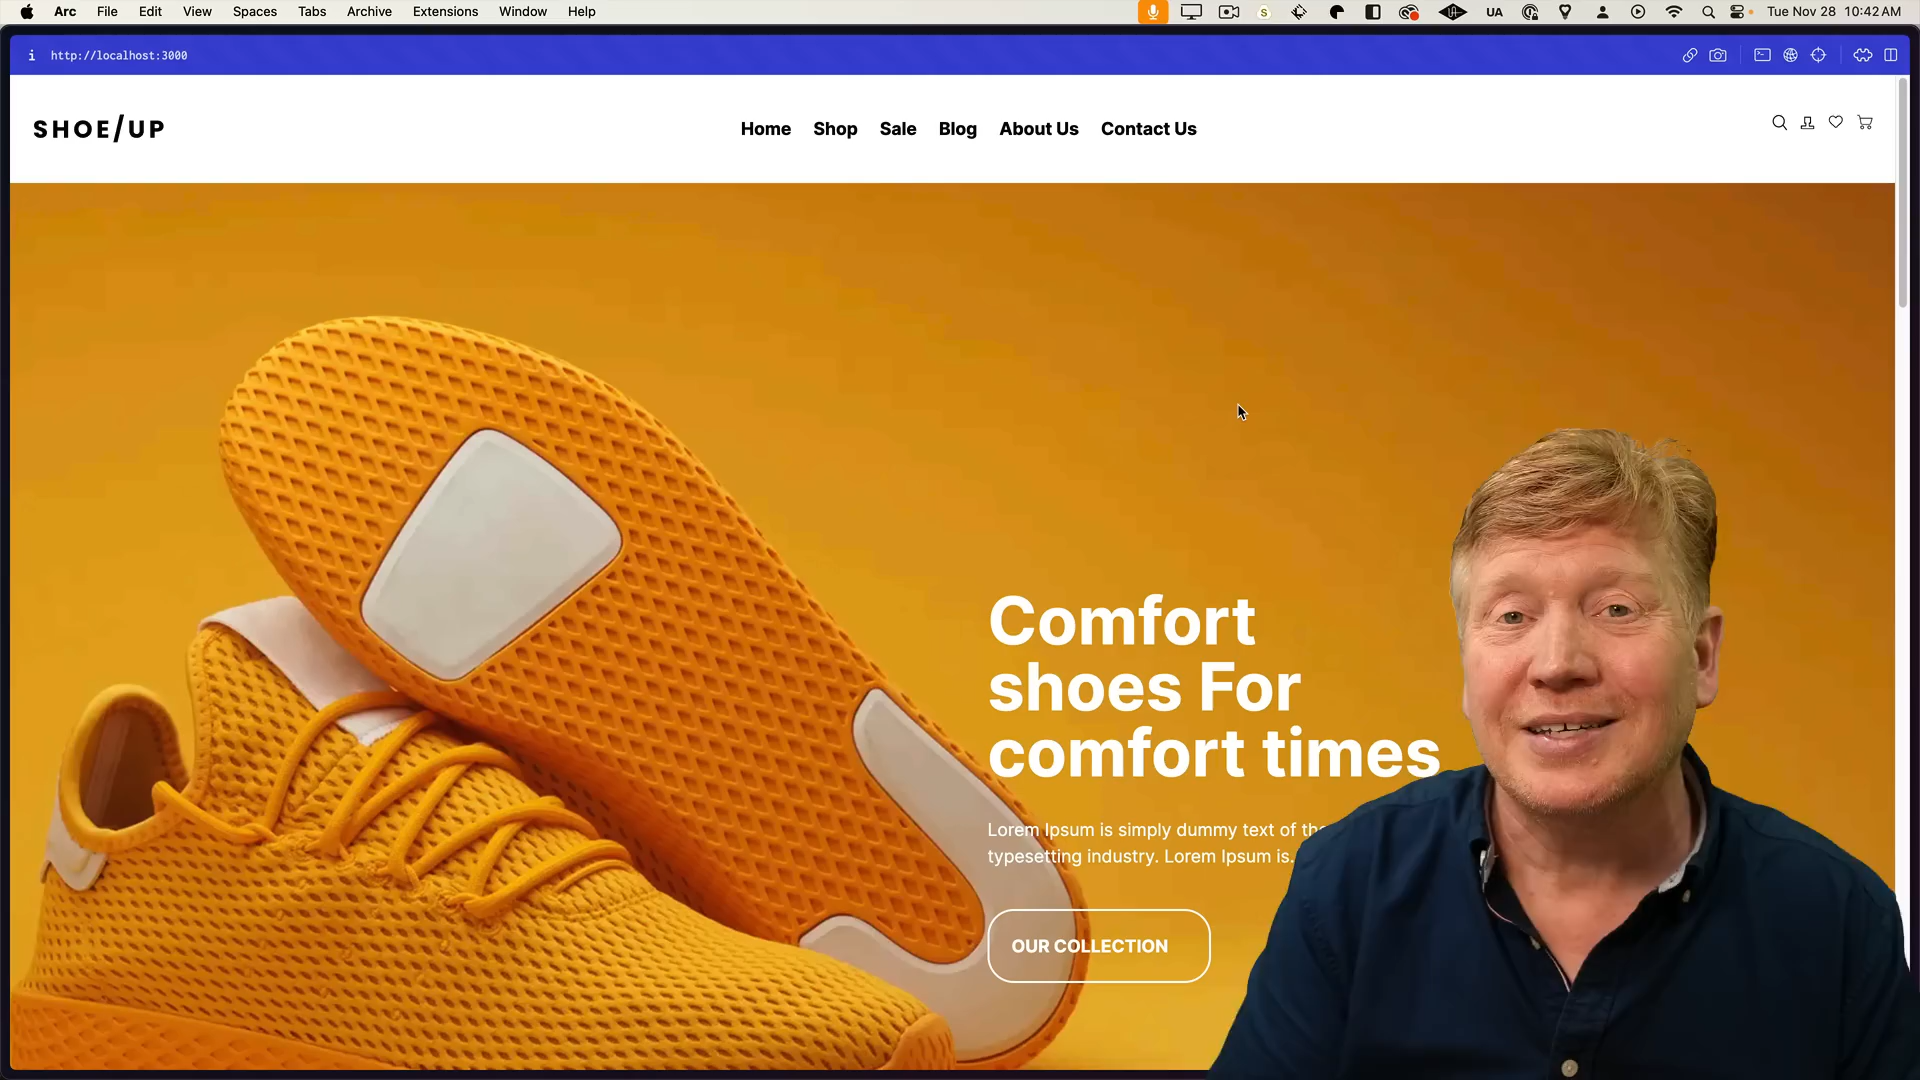 Arc File Edit View Spaces Tabs Archive Extensions Window Help UA Tue Nov 28 10:42 AM
http://localhost:3000
SHOE/UP Home Shop Sale Blog About Us Contact Us
Comfort
shoes For
comfort times
Lorem Ipsum is simply dummy text of the
typesetting industry. Lorem Ipsum is.
OUR COLLECTION